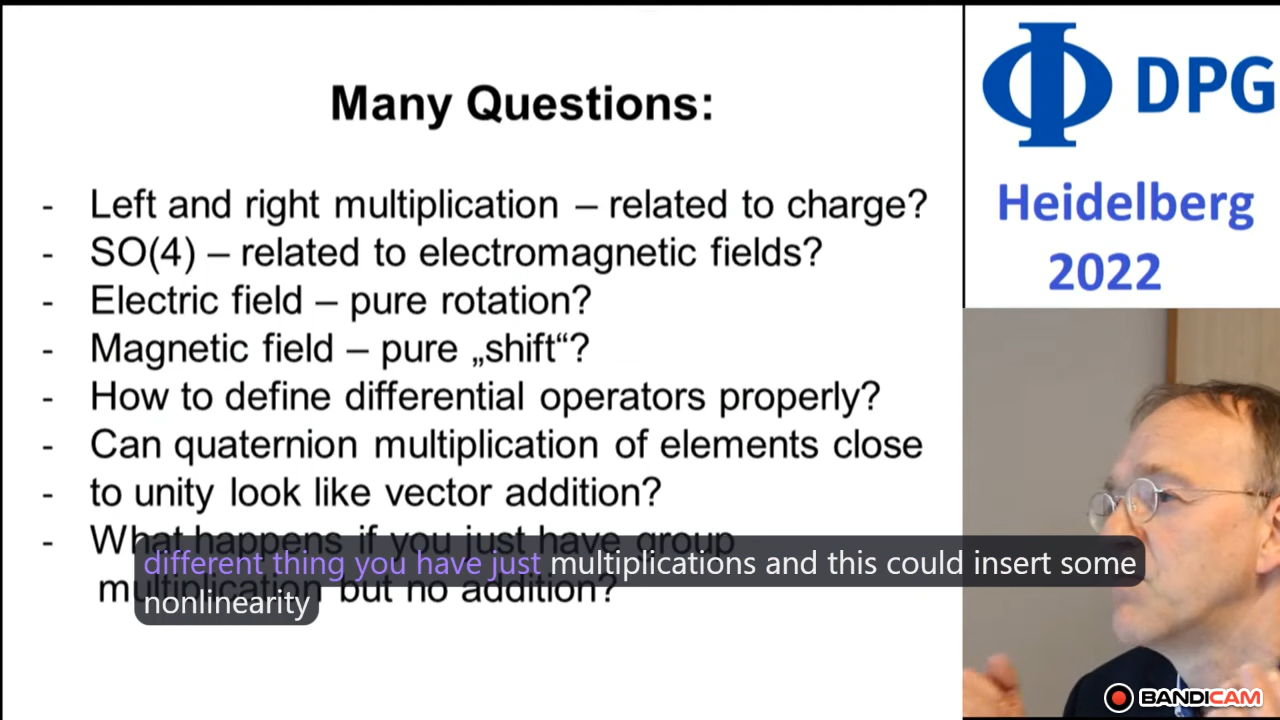 Many Questions:
- Left and right multiplication – related to charge?
- SO(4) – related to electromagnetic fields?
- Electric field – pure rotation?
- Magnetic field – pure „shift“?
- How to define differential operators properly?
- Can quaternion multiplication of elements close
- to unity look like vector addition?
- What happens if you just have group
multiplication but no addition?
different thing you have just multiplications and this could insert some
nonlinearity
DPG
Heidelberg
2022
BANDICAM